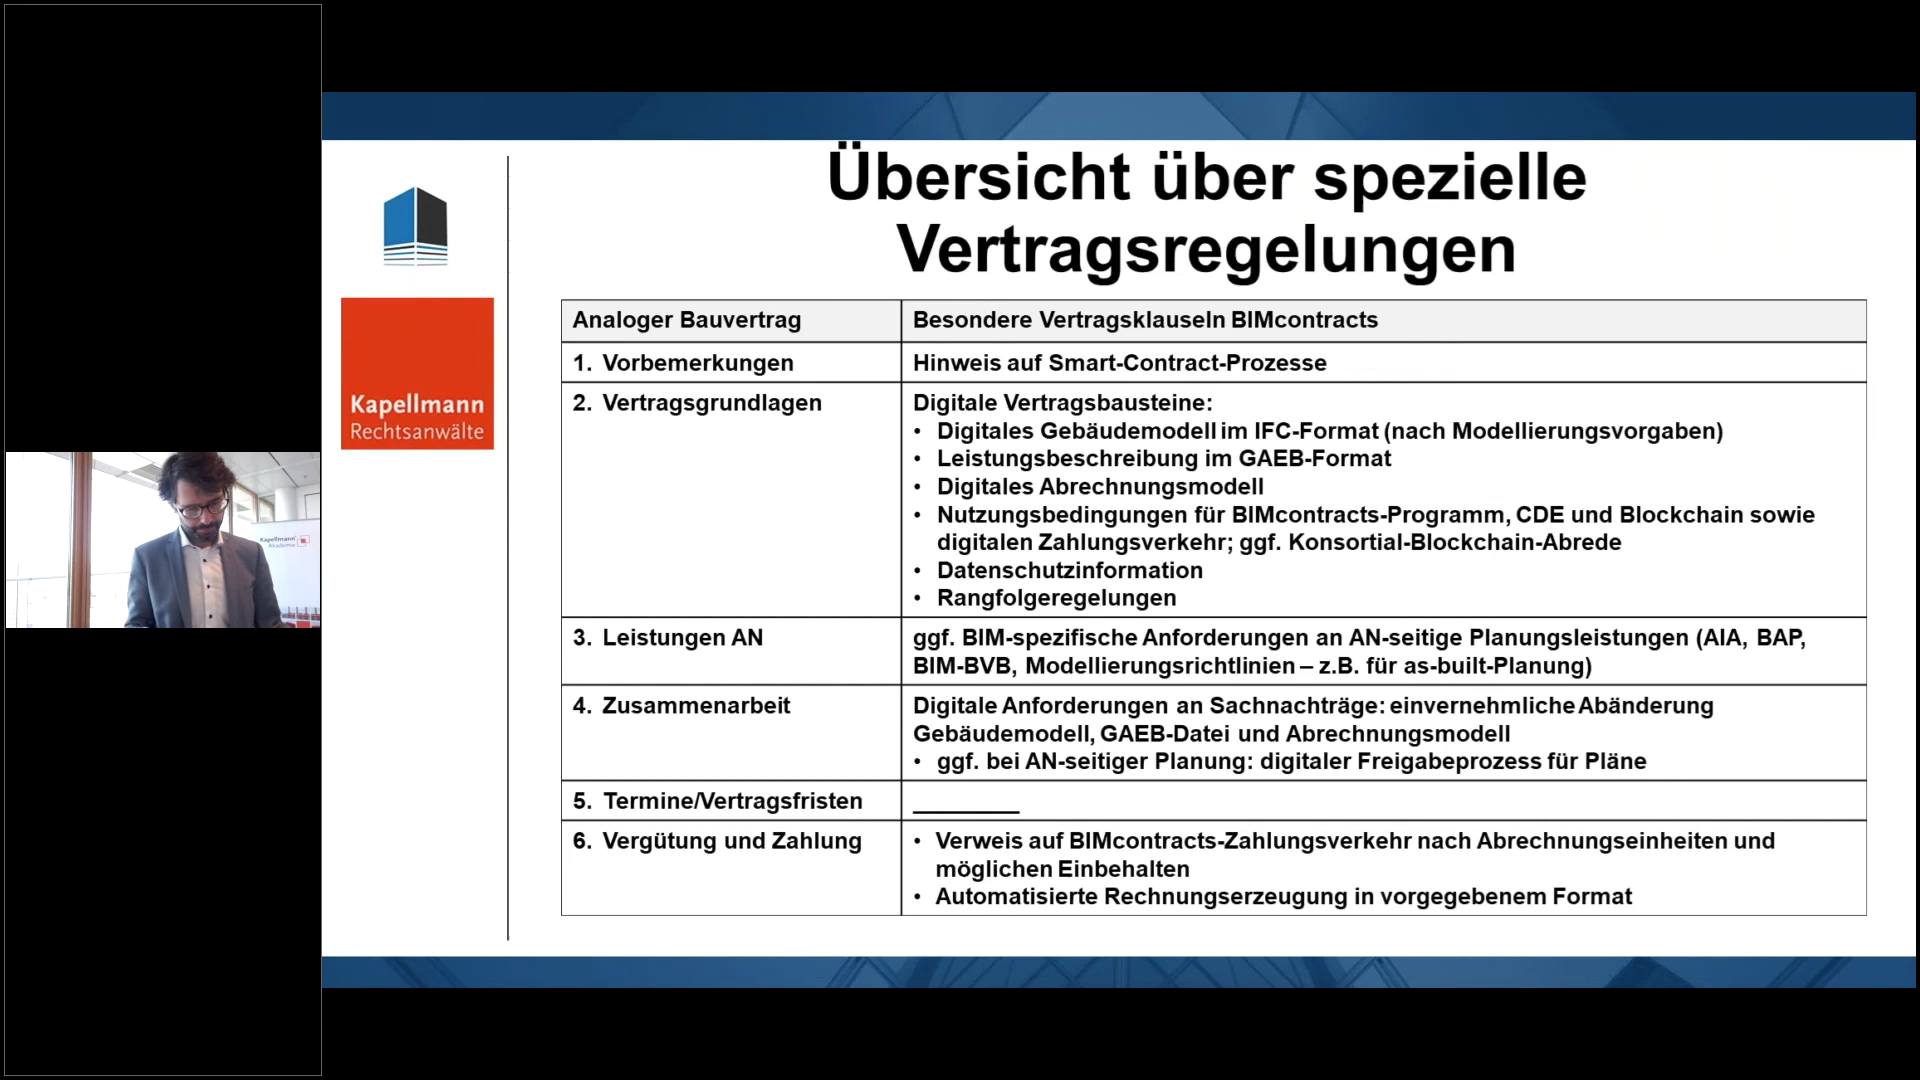 Übersicht über spezielle
Vertragsregelungen
Kapellmann
Rechtsanwälte
Kapellmann
Akademie
Analoger Bauvertrag
Besondere Vertragsklauseln BIMcontracts
1. Vorbemerkungen
Hinweis auf Smart-Contract-Prozesse
2. Vertragsgrundlagen
Digitale Vertragsbausteine:
• Digitales Gebäudemodell im IFC-Format (nach Modellierungsvorgaben)
• Leistungsbeschreibung im GAEB-Format
• Digitales Abrechnungsmodell
• Nutzungsbedingungen für BIMcontracts-Programm, CDE und Blockchain sowie
digitalen Zahlungsverkehr; ggf. Konsortial-Blockchain-Abrede
• Datenschutzinformation
• Rangfolgeregelungen
3. Leistungen AN
ggf. BIM-spezifische Anforderungen an AN-seitige Planungsleistungen (AIA, BAP,
BIM-BVB, Modellierungsrichtlinien – z.B. für as-built-Planung)
4. Zusammenarbeit
Digitale Anforderungen an Sachnachträge: einvernehmliche Abänderung
Gebäudemodell, GAEB-Datei und Abrechnungsmodell
• ggf. bei AN-seitiger Planung: digitaler Freigabeprozess für Pläne
5. Termine/Vertragsfristen
________
6. Vergütung und Zahlung
• Verweis auf BIMcontracts-Zahlungsverkehr nach Abrechnungseinheiten und
möglichen Einbehalten
• Automatisierte Rechnungserzeugung in vorgegebenem Format